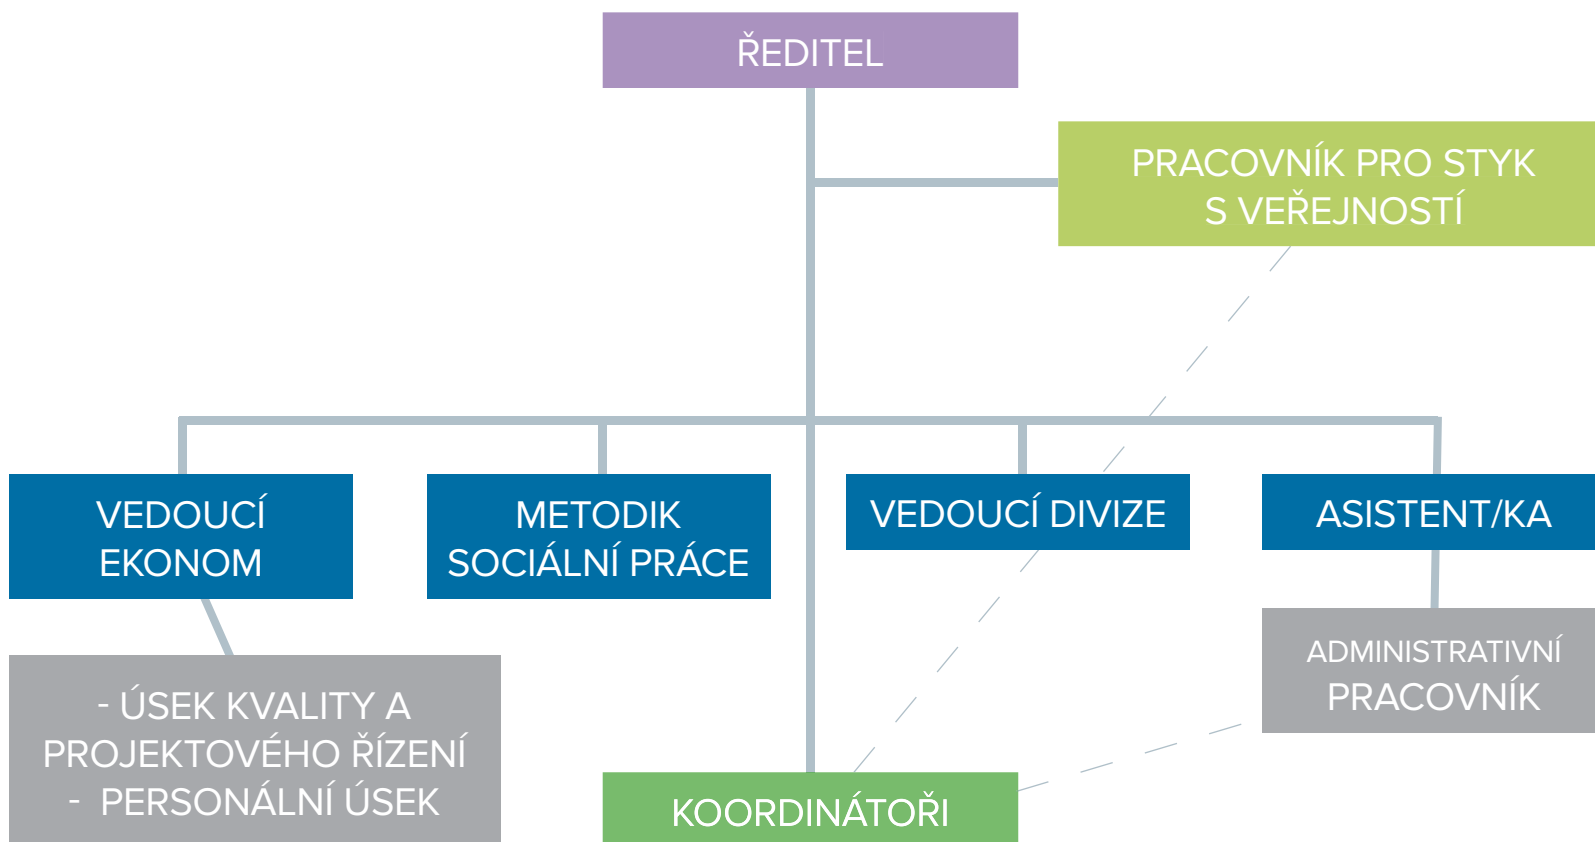 ŘEDITEL
PRACOVNÍK PRO STYK
S VEŘEJNOSTÍ
VEDOUCÍ
EKONOM
METODIK
SOCIÁLNÍ PRÁCE
VEDOUCÍ DIVIZE
ASISTENT/KA
ADMINISTRATIVNÍ
PRACOVNÍK
- ÚSEK KVALITY A
PROJEKTOVÉHO ŘÍZENÍ
- PERSONÁLNÍ ÚSEK
KOORDINÁTOŘI